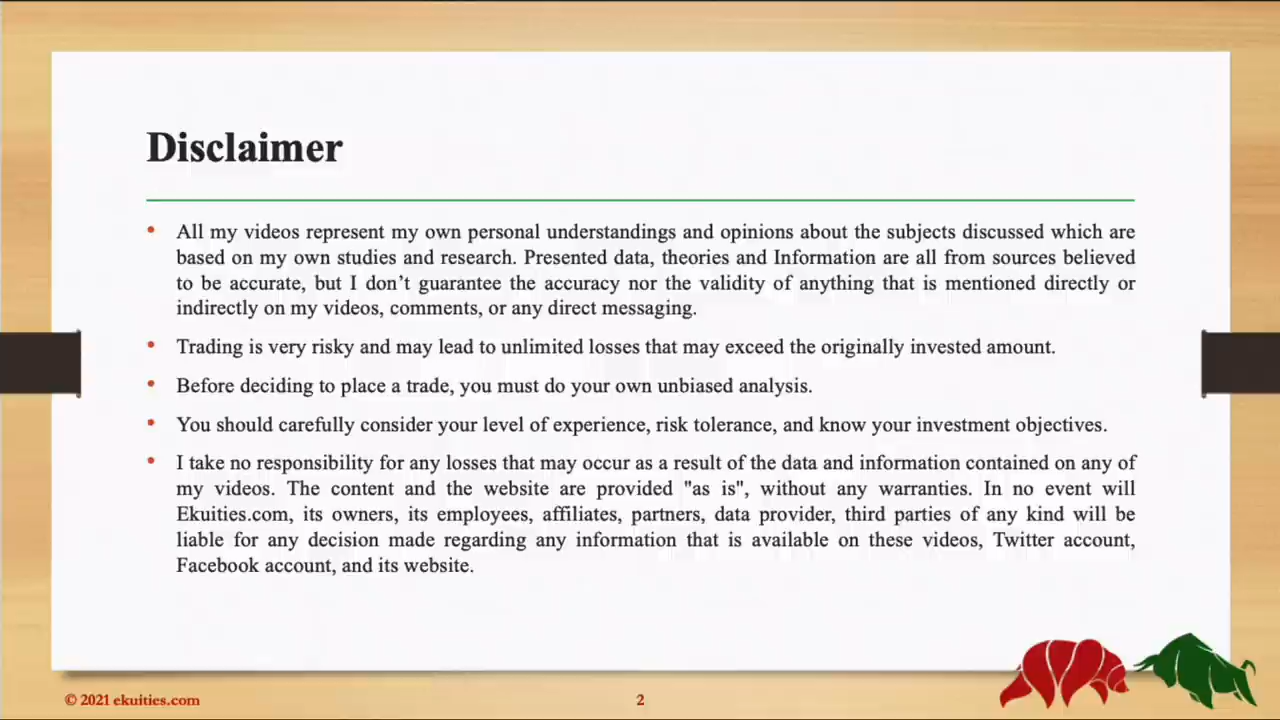 Disclaimer
• All my videos represent my own personal understandings and opinions about the subjects discussed which are
based on my own studies and research. Presented data, theories and Information are all from sources believed
to be accurate, but I don’t guarantee the accuracy nor the validity of anything that is mentioned directly or
indirectly on my videos, comments, or any direct messaging.
• Trading is very risky and may lead to unlimited losses that may exceed the originally invested amount.
• Before deciding to place a trade, you must do your own unbiased analysis.
• You should carefully consider your level of experience, risk tolerance, and know your investment objectives.
• I take no responsibility for any losses that may occur as a result of the data and information contained on any of
my videos. The content and the website are provided "as is", without any warranties. In no event will
Ekuities.com, its owners, its employees, affiliates, partners, data provider, third parties of any kind will be
liable for any decision made regarding any information that is available on these videos, Twitter account,
Facebook account, and its website.
© 2021 ekuities.com
2